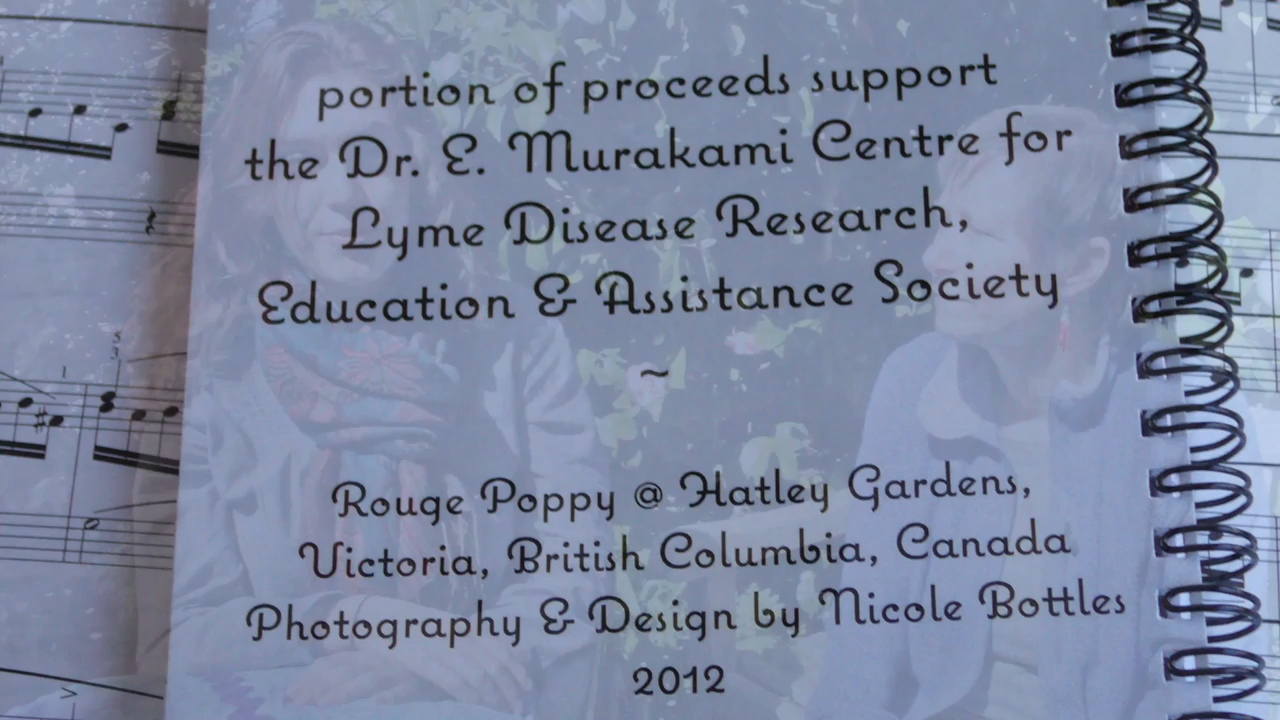 portion of proceeds support
the Dr. E. Murakami Centre for
Lyme Disease Research,
Education & Assistance Society
~
Rouge Poppy @ Hatley Gardens,
Victoria, British Columbia, Canada
Photography & Design by Nicole Bottles
2012